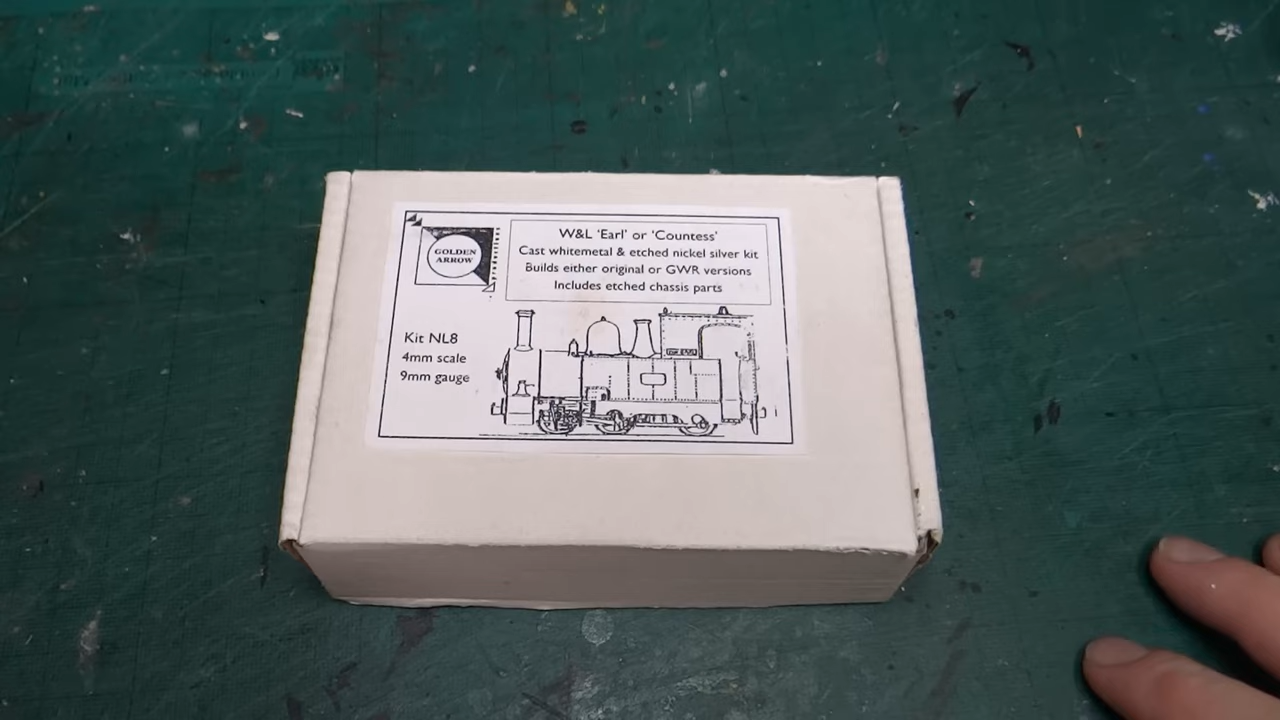 GOLDEN
ARROW
productions
W&L 'Earl' or 'Countess'
Cast whitemetal & etched nickel silver kit
Builds either original or GWR versions
Includes etched chassis parts
Kit NL8
4mm scale
9mm gauge